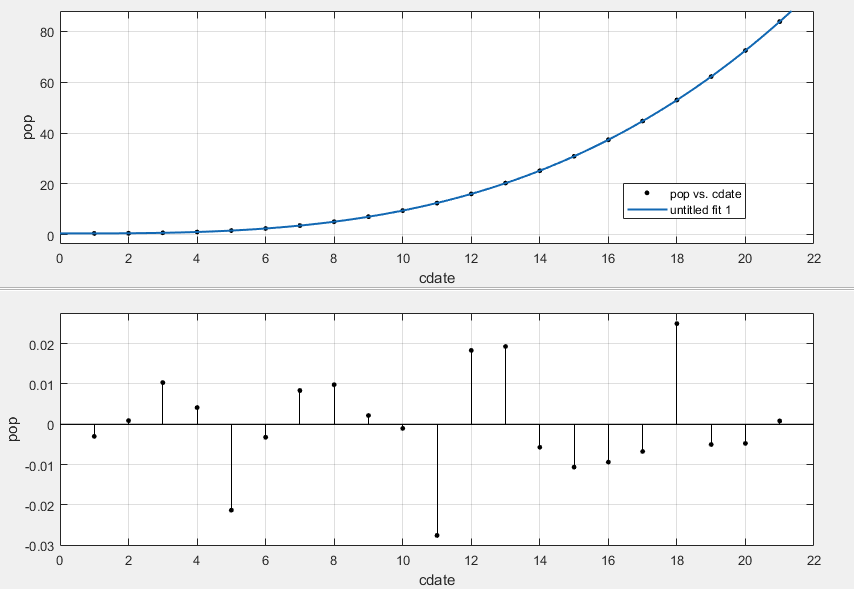 80
60
40
20
0
pop
pop vs. cdate
untitled fit 1
0 2 4 6 8 10 12 14 16 18 20 22
cdate
0.02
0.01
0
-0.01
-0.02
-0.03
pop
0 2 4 6 8 10 12 14 16 18 20 22
cdate